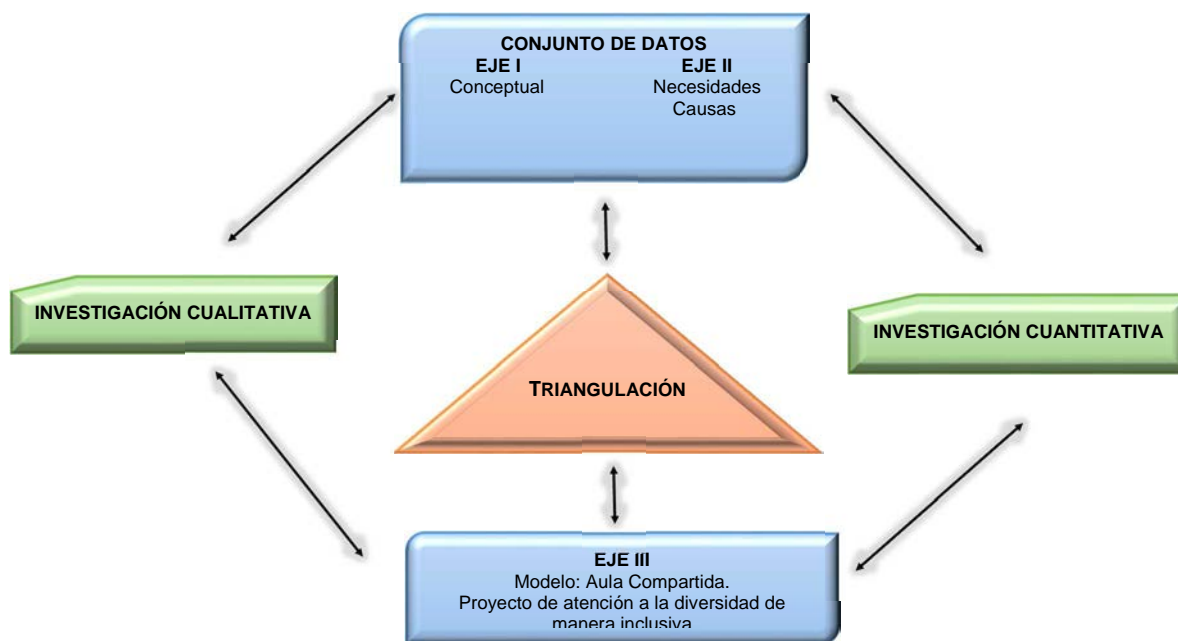 CONJUNTO DE DATOS
EJE I EJE II
Conceptual Necesidades
Causas
INVESTIGACIÓN CUALITATIVA
INVESTIGACIÓN CUANTITATIVA
TRIANGULACIÓN
EJE III
Modelo: Aula Compartida.
Proyecto de atención a la diversidad de
manera inclusiva